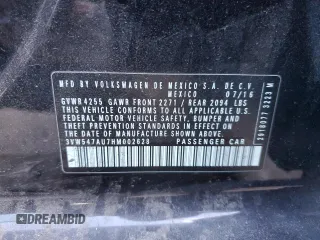 MFD. BY VOLKSWAGEN DE MEXICO S.A. DE C.V.
MEXICO 07/16
GVWR 4255 GAWR FRONT 2271 / REAR 2094 LBS
THIS VEHICLE CONFORMS TO ALL APPLICABLE U.S.
FEDERAL MOTOR VEHICLE SAFETY, BUMPER AND
THEFT PREVENTION STANDARDS IN EFFECT
ON THE DATE OF MANUFACTURE SHOWN ABOVE
3VW547AU7HM002628 PASSENGER CAR
©AUTOBIDMASTER